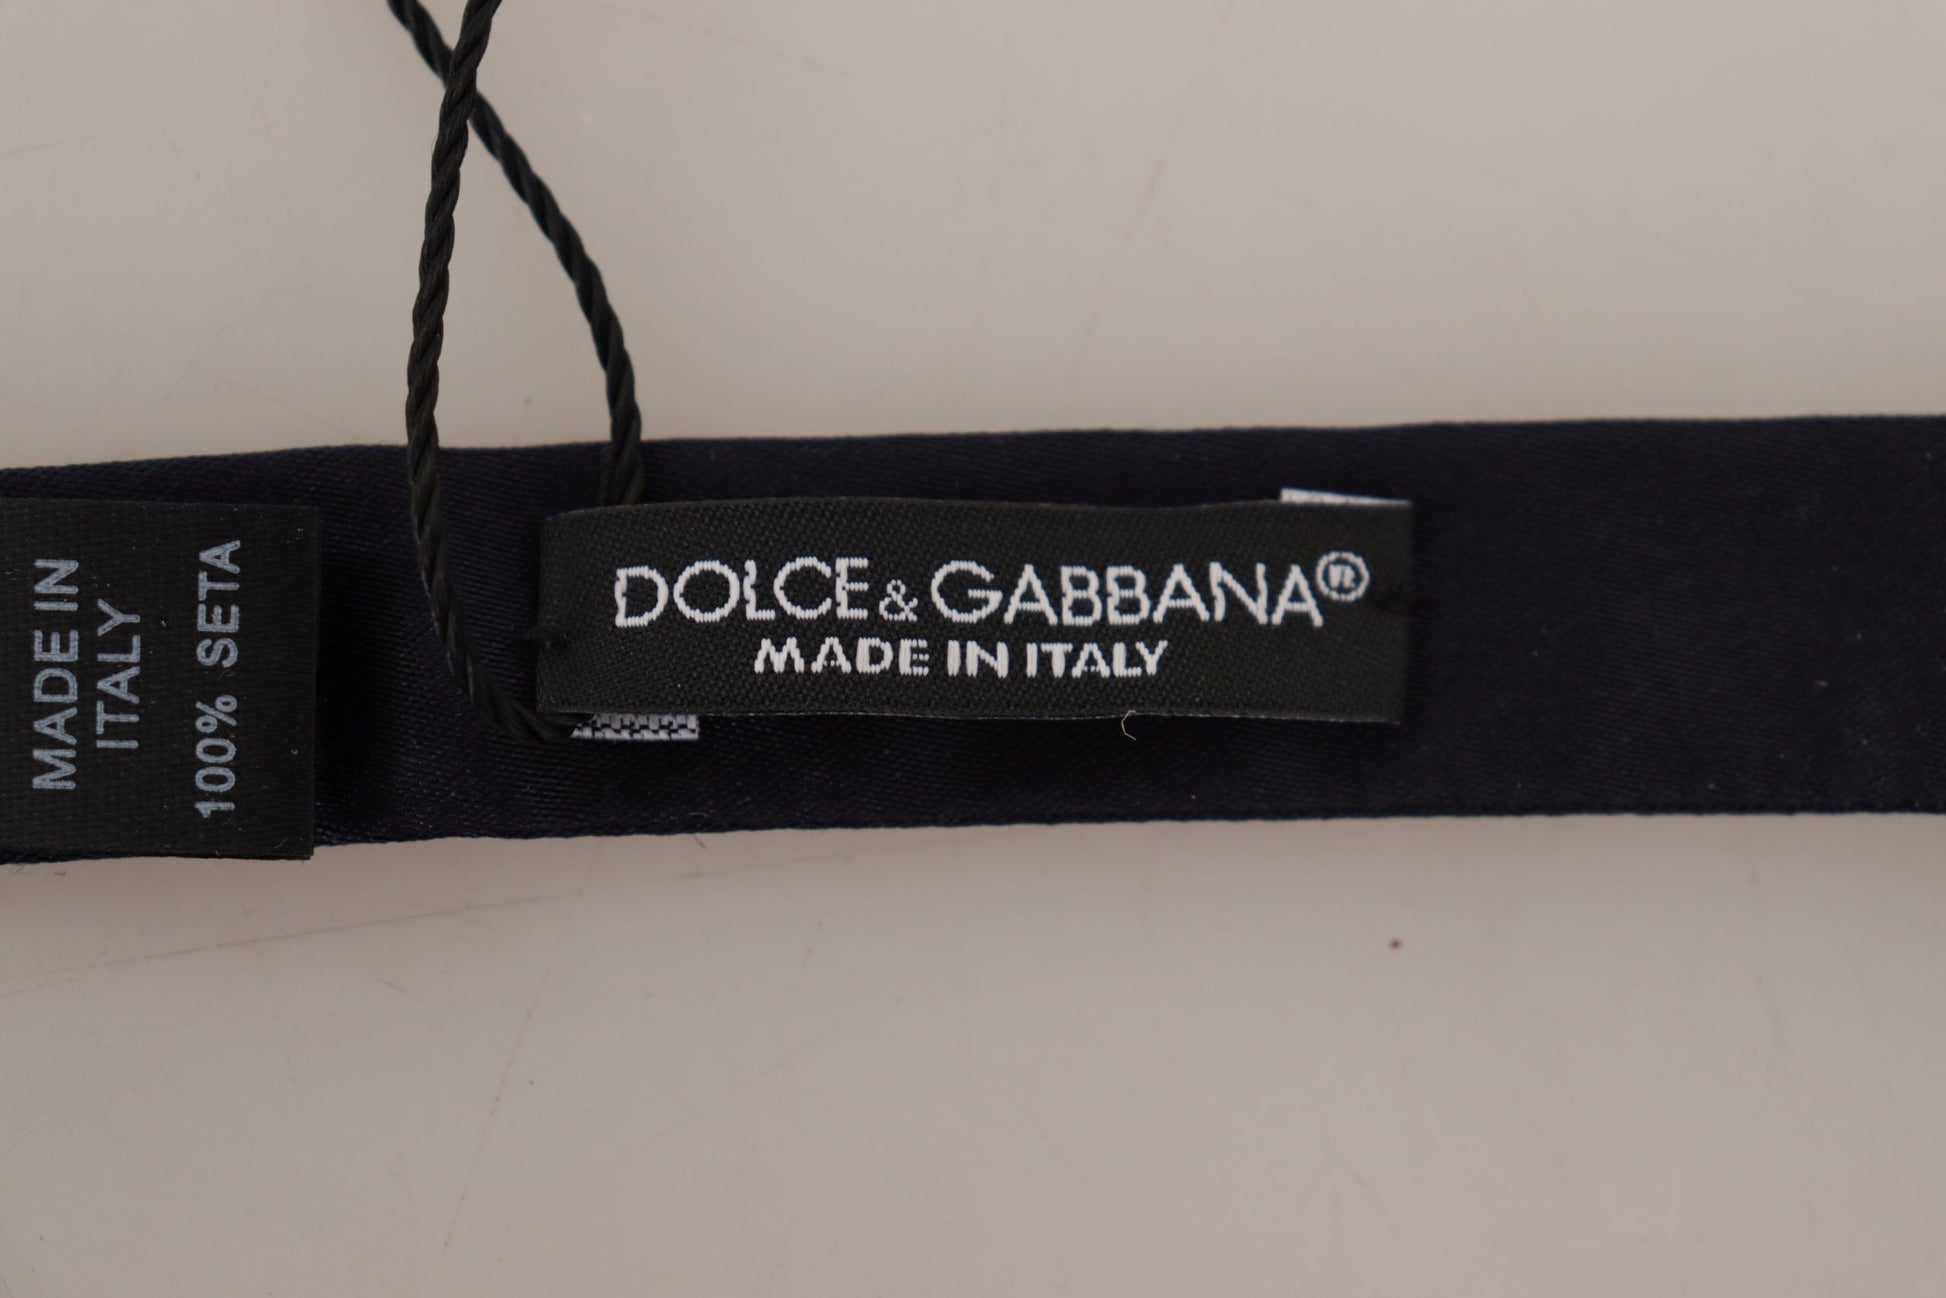 MADE IN
ITALY
100% SETA
DOLCE & GABBANA®
MADE IN ITALY